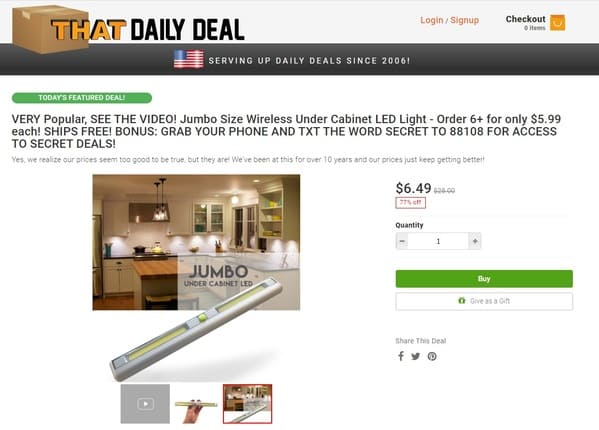 THAT DAILY DEAL
Login / Signup
Checkout
0 items
SERVING UP DAILY DEALS SINCE 2006!
TODAY'S FEATURED DEAL!
VERY Popular, SEE THE VIDEO! Jumbo Size Wireless Under Cabinet LED Light - Order 6+ for only $5.99
each! SHIPS FREE! BONUS: GRAB YOUR PHONE AND TXT THE WORD SECRET TO 88108 FOR ACCESS
TO SECRET DEALS!
Yes, we realize our prices seem too good to be true, but they are! We've been at this for over 10 years and our prices just keep getting better!
JUMBO
UNDER CABINET LED
$6.49 $28.00
77% off
Quantity
− 1 +
Buy
Give as a Gift
Share This Deal